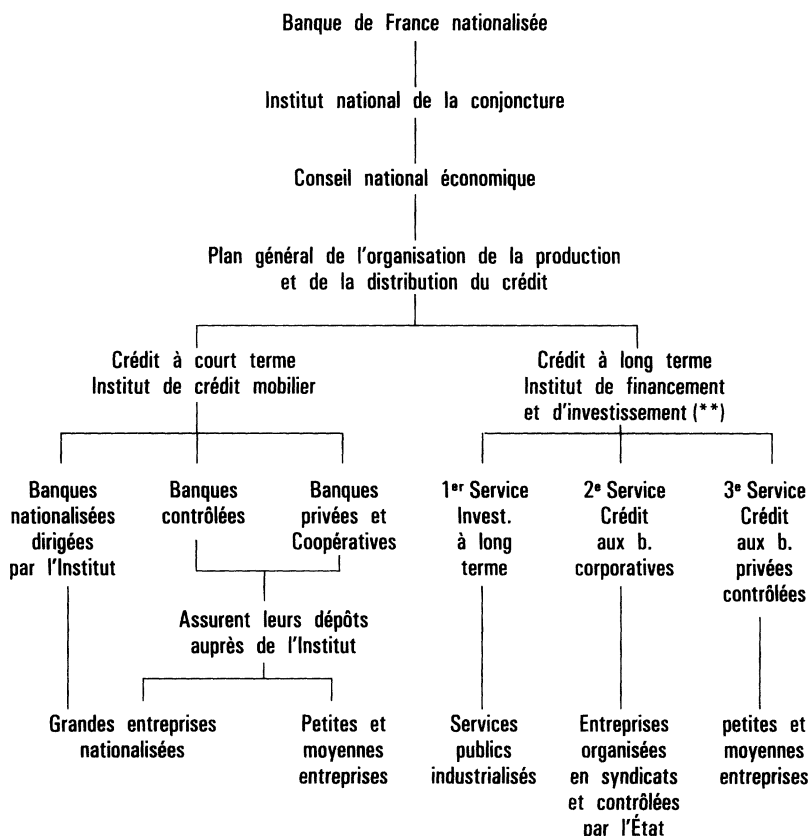 Banque de France nationalisée
Institut national de la conjoncture
Conseil national économique
Plan général de l'organisation de la production
et de la distribution du crédit
Crédit à court terme
Institut de crédit mobilier
Crédit à long terme
Institut de financement
et d'investissement (**)
Banques
nationalisées
dirigées
par l'Institut
Banques
contrôlées
Banques
privées et
Coopératives
1er Service
Invest.
à long
terme
2e Service
Crédit
aux b.
corporatives
3e Service
Crédit
aux b.
privées
contrôlées
Assurent leurs dépôts
auprès de l'Institut
Grandes entreprises
nationalisées
Petites et
moyennes
entreprises
Services
publics
industrialisés
Entreprises
organisées
en syndicats
et contrôlées
par l'État
petites et
moyennes
entreprises